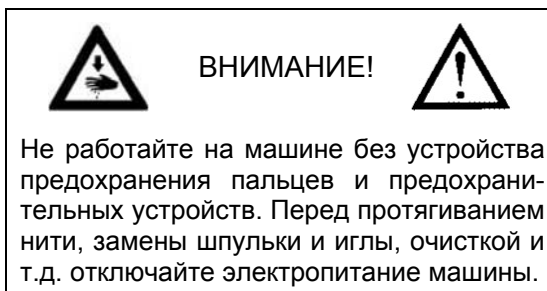 ВНИМАНИЕ!
Не работайте на машине без устройства
предохранения пальцев и предохрани-
тельных устройств. Перед протягиванием
нити, замены шпульки и иглы, очисткой и
т.д. отключайте электропитание машины.